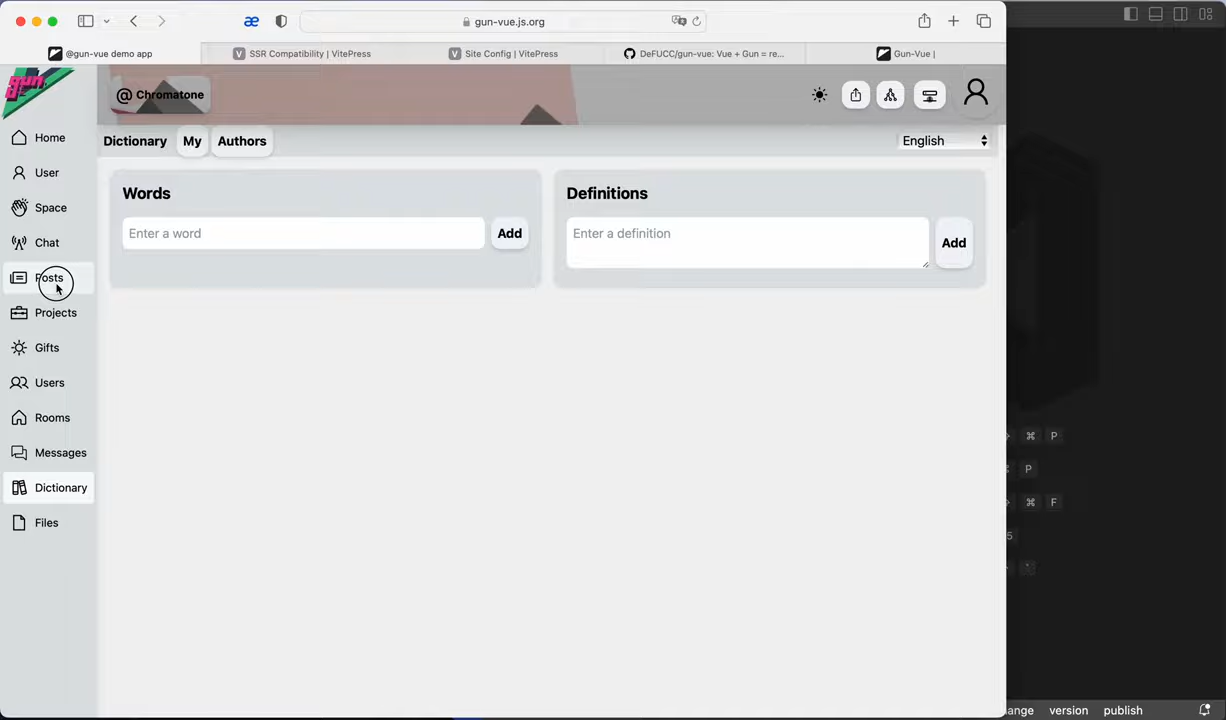 gun-vue.js.org
@gun-vue demo app
SSR Compatibility | VitePress
Site Config | VitePress
DeFUCC/gun-vue: Vue + Gun = re...
Gun-Vue |
gun
@ Chromatone
Home
User
Space
Chat
Posts
Projects
Gifts
Users
Rooms
Messages
Dictionary
Files
Dictionary
My
Authors
English
Words
Enter a word
Add
Definitions
Enter a definition
Add
⌘ P
P
⌘ F
5
ange
version
publish